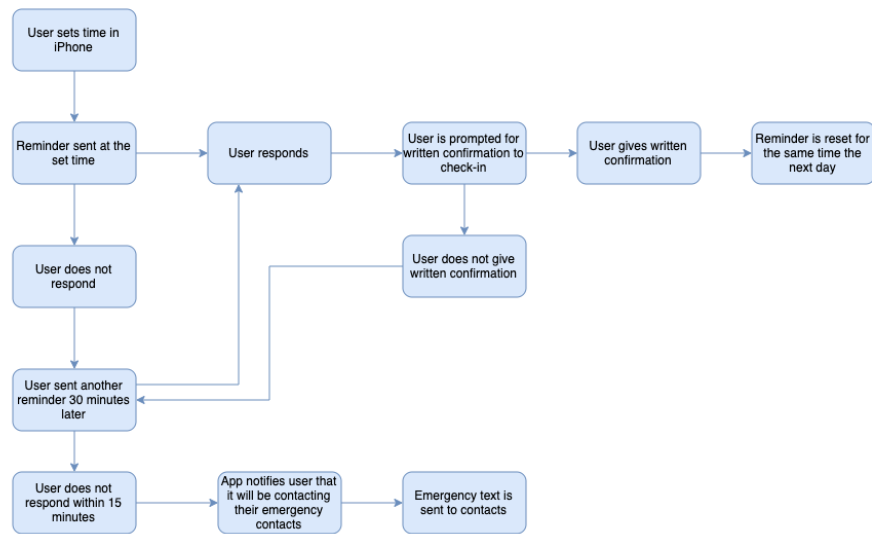 User sets time in
iPhone
Reminder sent at the
set time
User responds
User is prompted for
written confirmation to
check-in
User gives written
confirmation
Reminder is reset for
the same time the
next day
User does not
respond
User does not give
written confirmation
User sent another
reminder 30 minutes
later
User does not
respond within 15
minutes
App notifies user that
it will be contacting
their emergency
contacts
Emergency text is
sent to contacts